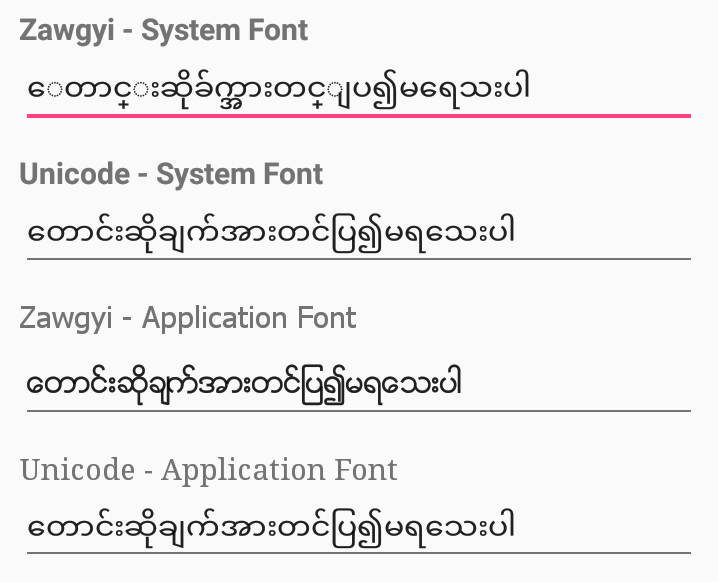 Zawgyi - System Font
ေတာင္းဆိုခ်က္အားတင္ျပ၍မရေသးပါ
Unicode - System Font
တောင်းဆိုချက်အားတင်ပြ၍မရသေးပါ
Zawgyi - Application Font
တောင်းဆိုချက်အားတင်ပြ၍မရသေးပါ
Unicode - Application Font
တောင်းဆိုချက်အားတင်ပြ၍မရသေးပါ